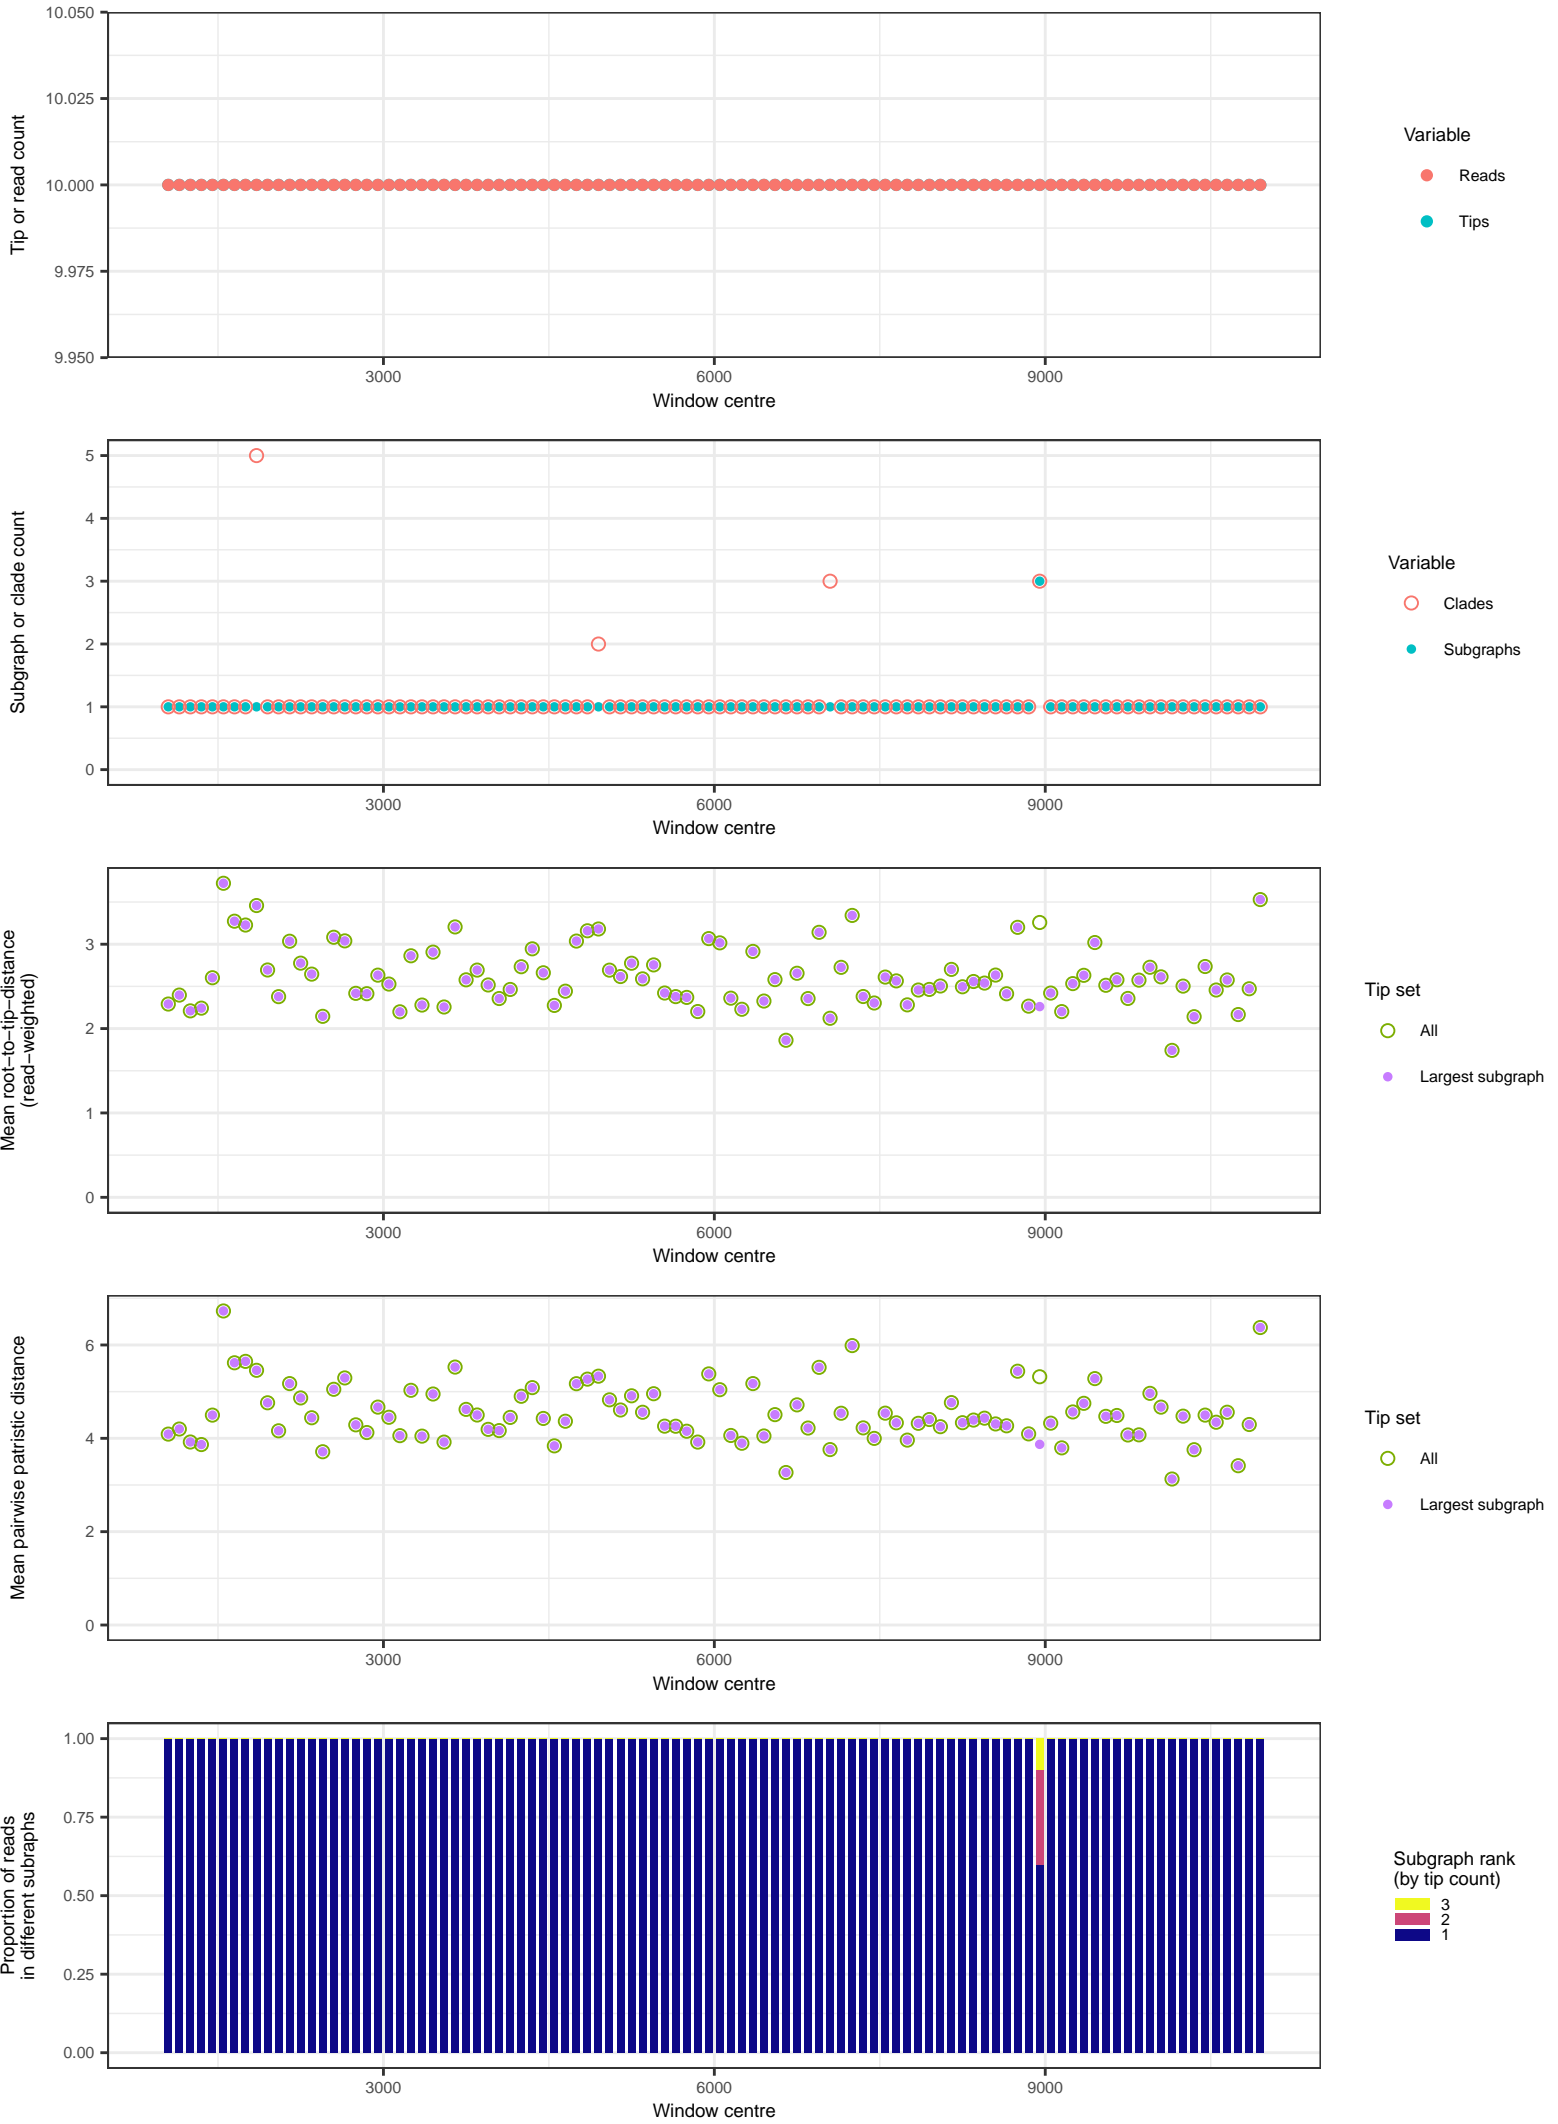 10.050
10.025
10.000
9.975
9.950
Tip or read count
3000 6000 9000
Window centre
Variable
Reads
Tips
5
4
3
2
1
0
Subgraph or clade count
3000 6000 9000
Window centre
Variable
Clades
Subgraphs
3
2
1
0
Mean root−to−tip−distance
(read−weighted)
3000 6000 9000
Window centre
Tip set
All
Largest subgraph
6
4
2
0
Mean pairwise patristic distance
3000 6000 9000
Window centre
Tip set
All
Largest subgraph
1.00
0.75
0.50
0.25
0.00
Proportion of reads
in different subraphs
3000 6000 9000
Window centre
Subgraph rank
(by tip count)
3
2
1